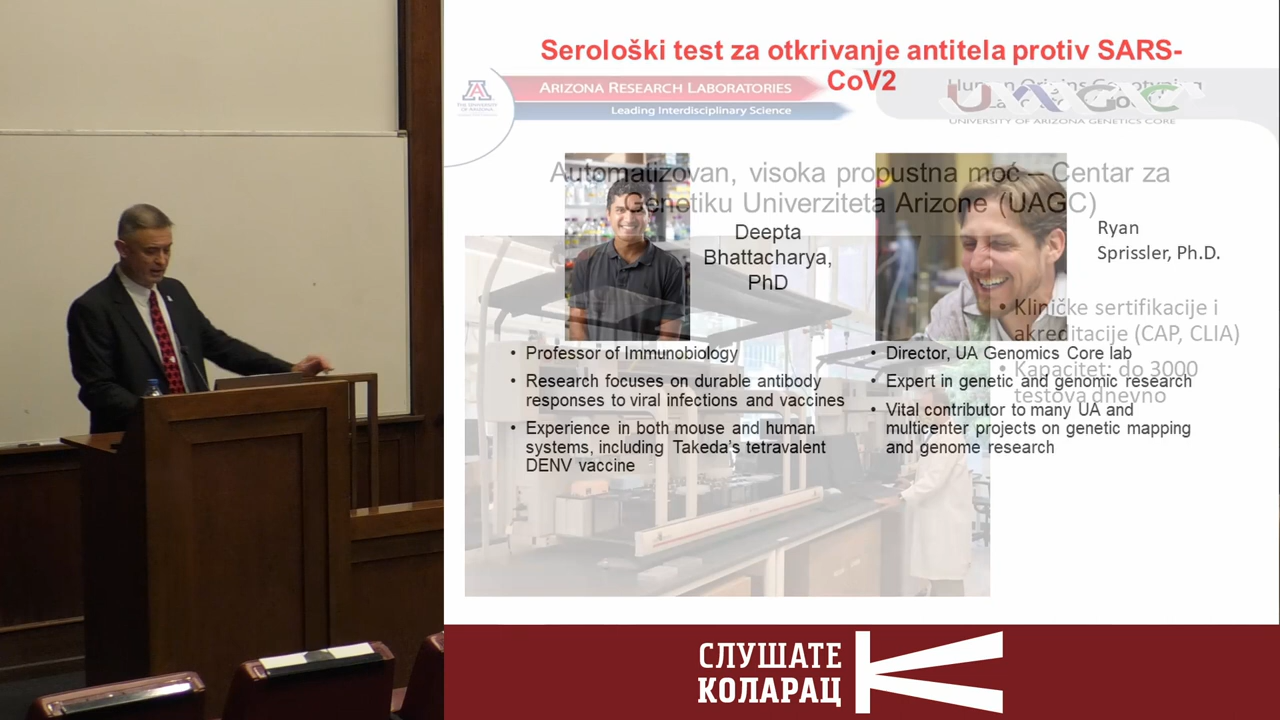 Serološki test za otkrivanje antitela protiv SARS-
CoV2
THE UNIVERSITY
OF ARIZONA
ARIZONA RESEARCH LABORATORIES
Leading Interdisciplinary Science
UAGC
UNIVERSITY OF ARIZONA GENETICS CORE
Automatizovan, visoka propustna moć – Centar za
Genetiku Univerziteta Arizone (UAGC)
Deepta
Bhattacharya,
PhD
• Professor of Immunobiology
• Research focuses on durable antibody
responses to viral infections and vaccines
• Experience in both mouse and human
systems, including Takeda's tetravalent
DENV vaccine
Ryan
Sprissler, Ph.D.
• Director, UA Genomics Core lab
• Expert in genetic and genomic research
• Vital contributor to many UA and
multicenter projects on genetic mapping
and genome research
• Kliničke sertifikacije i
akreditacije (CAP, CLIA)
• Kapacitet: do 3000
testova dnevno
СЛУШАТЕ
КОЛАРАЦ